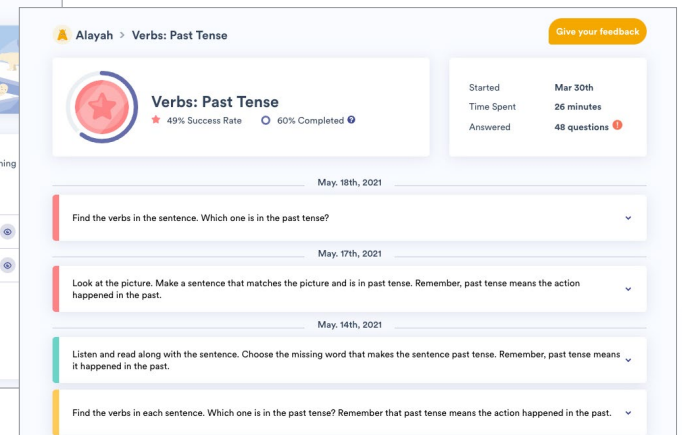 Alayah > Verbs: Past Tense
Give your feedback
Verbs: Past Tense
49% Success Rate 60% Completed ?
Started Mar 30th
Time Spent 26 minutes
Answered 48 questions !
May. 18th, 2021
Find the verbs in the sentence. Which one is in the past tense?
May. 17th, 2021
Look at the picture. Make a sentence that matches the picture and is in past tense. Remember, past tense means the action
happened in the past.
May. 14th, 2021
Listen and read along with the sentence. Choose the missing word that makes the sentence past tense. Remember, past tense means
it happened in the past.
Find the verbs in each sentence. Which one is in the past tense? Remember that past tense means the action happened in the past.